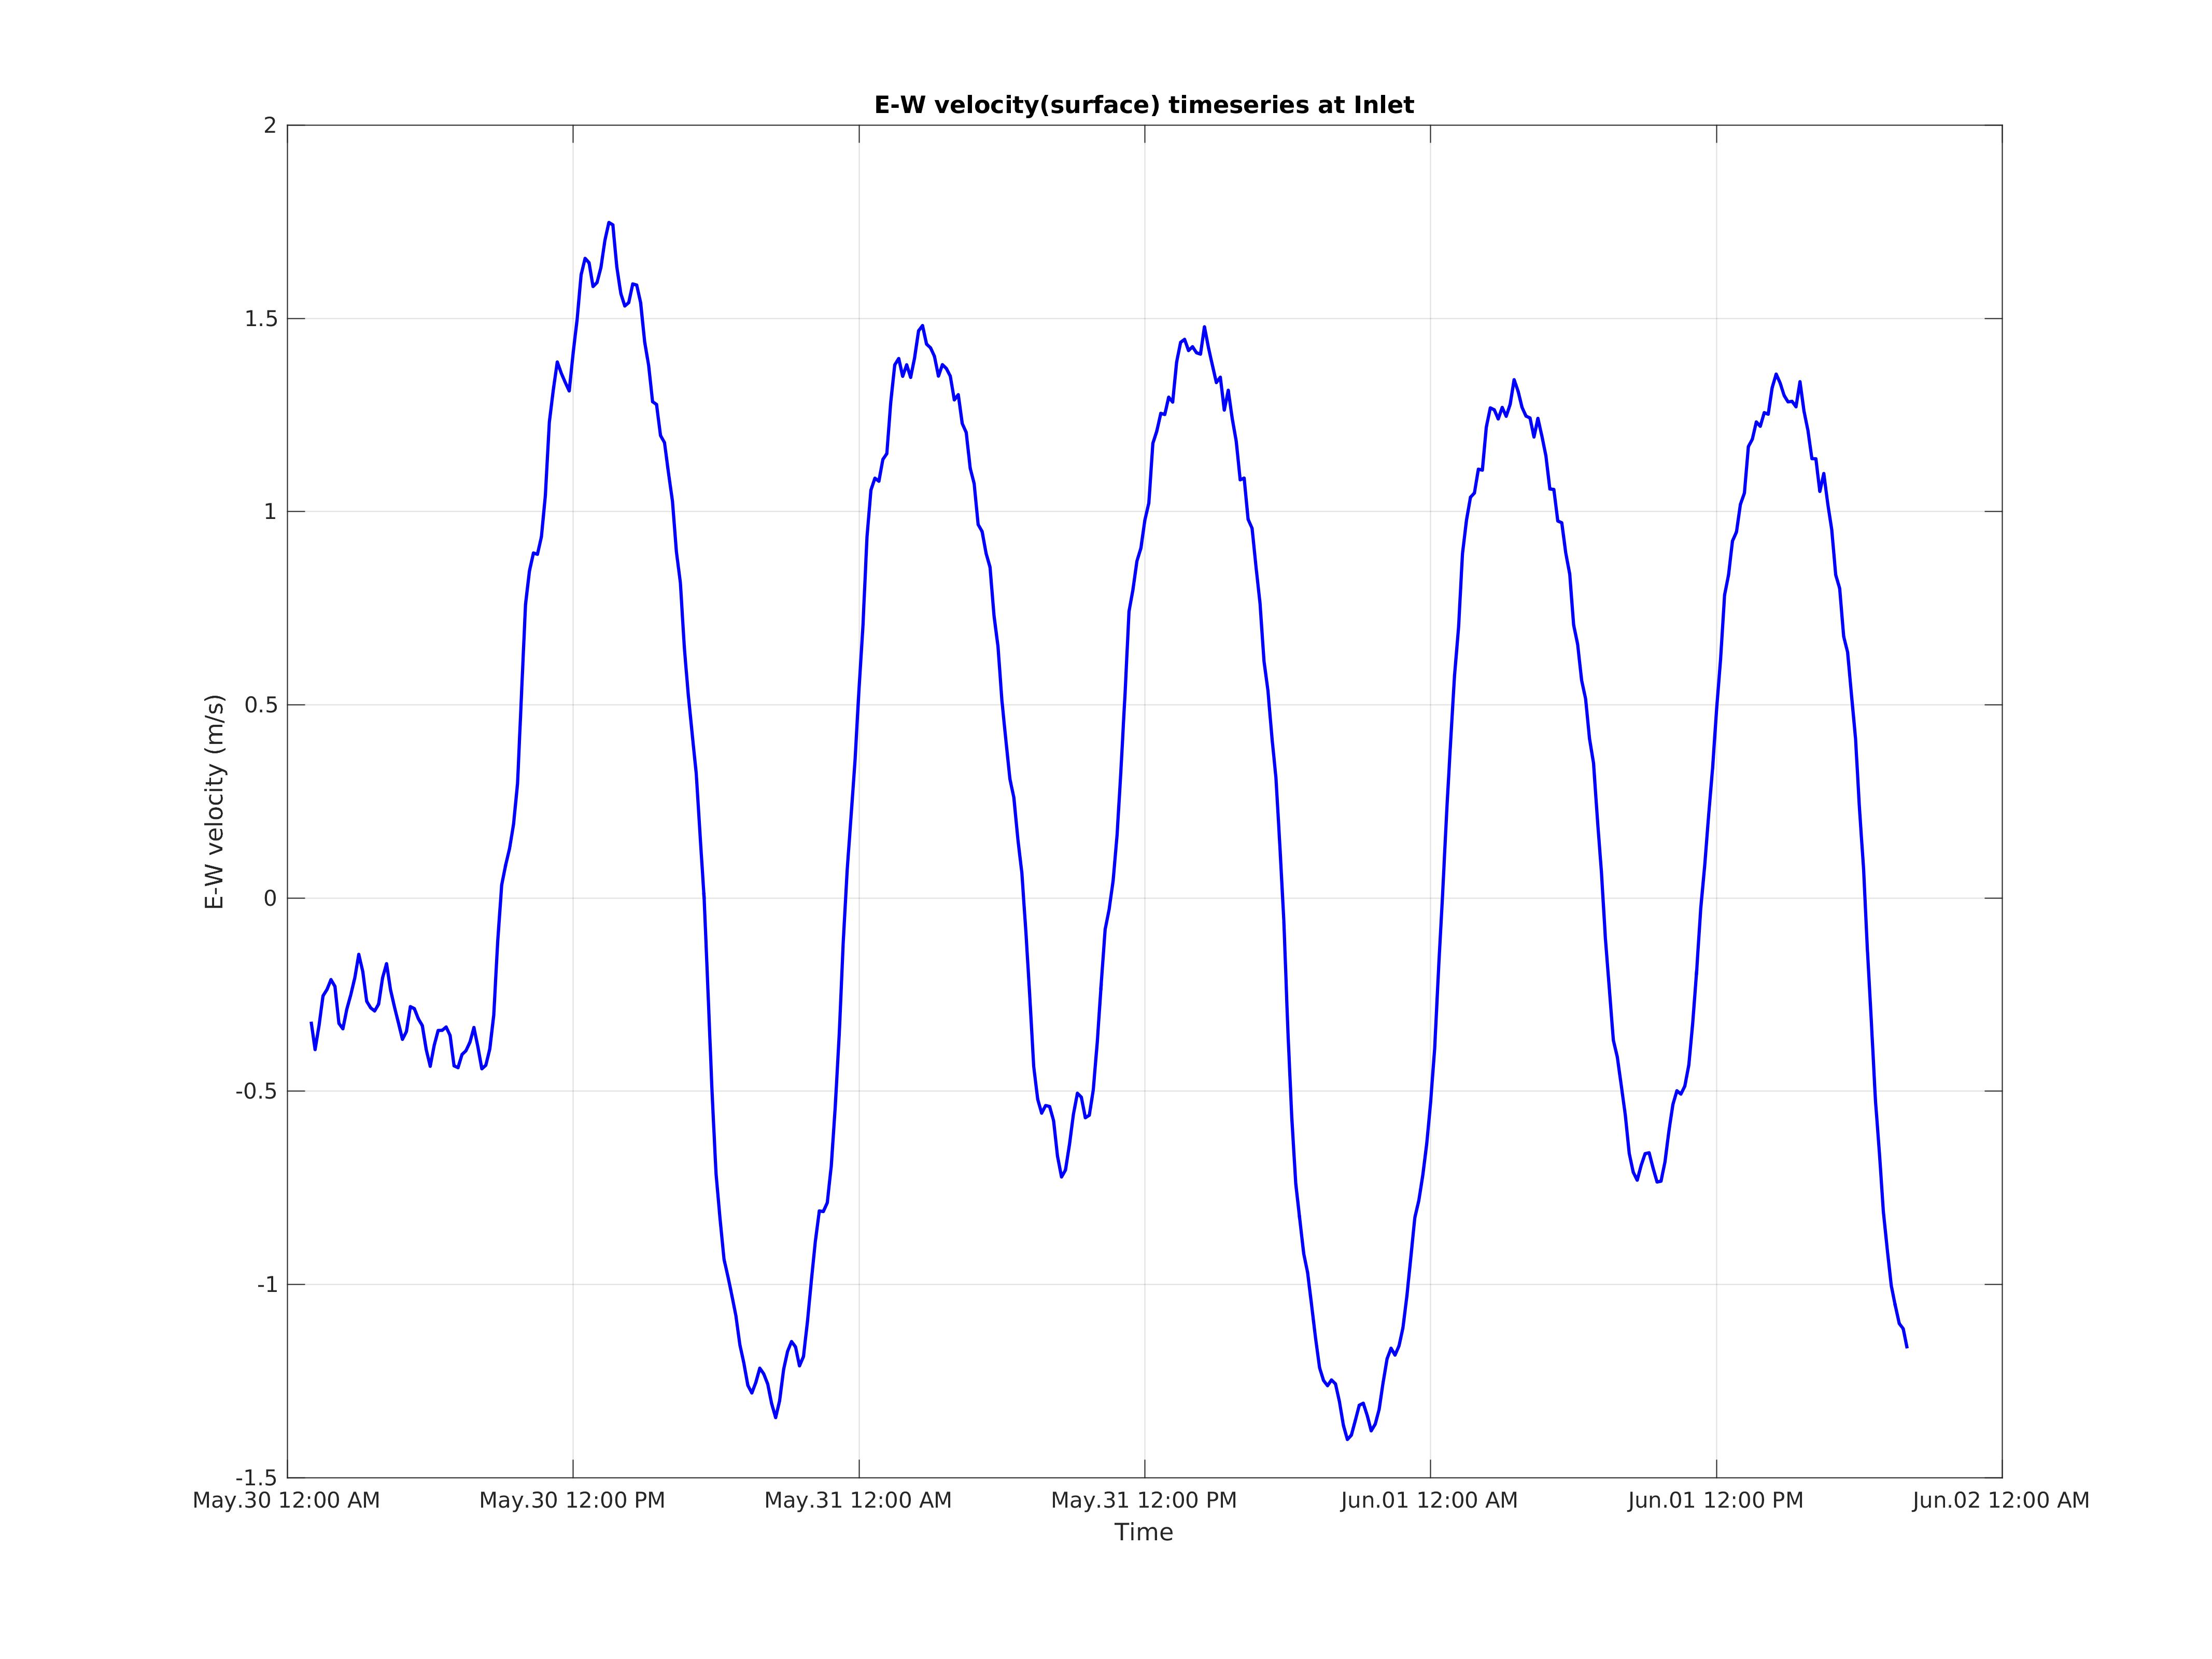 E-W velocity(surface) timeseries at Inlet
2
1.5
1
0.5
0
-0.5
-1
-1.5
E-W velocity (m/s)
May.30 12:00 AM
May.30 12:00 PM
May.31 12:00 AM
May.31 12:00 PM
Jun.01 12:00 AM
Jun.01 12:00 PM
Jun.02 12:00 AM
Time